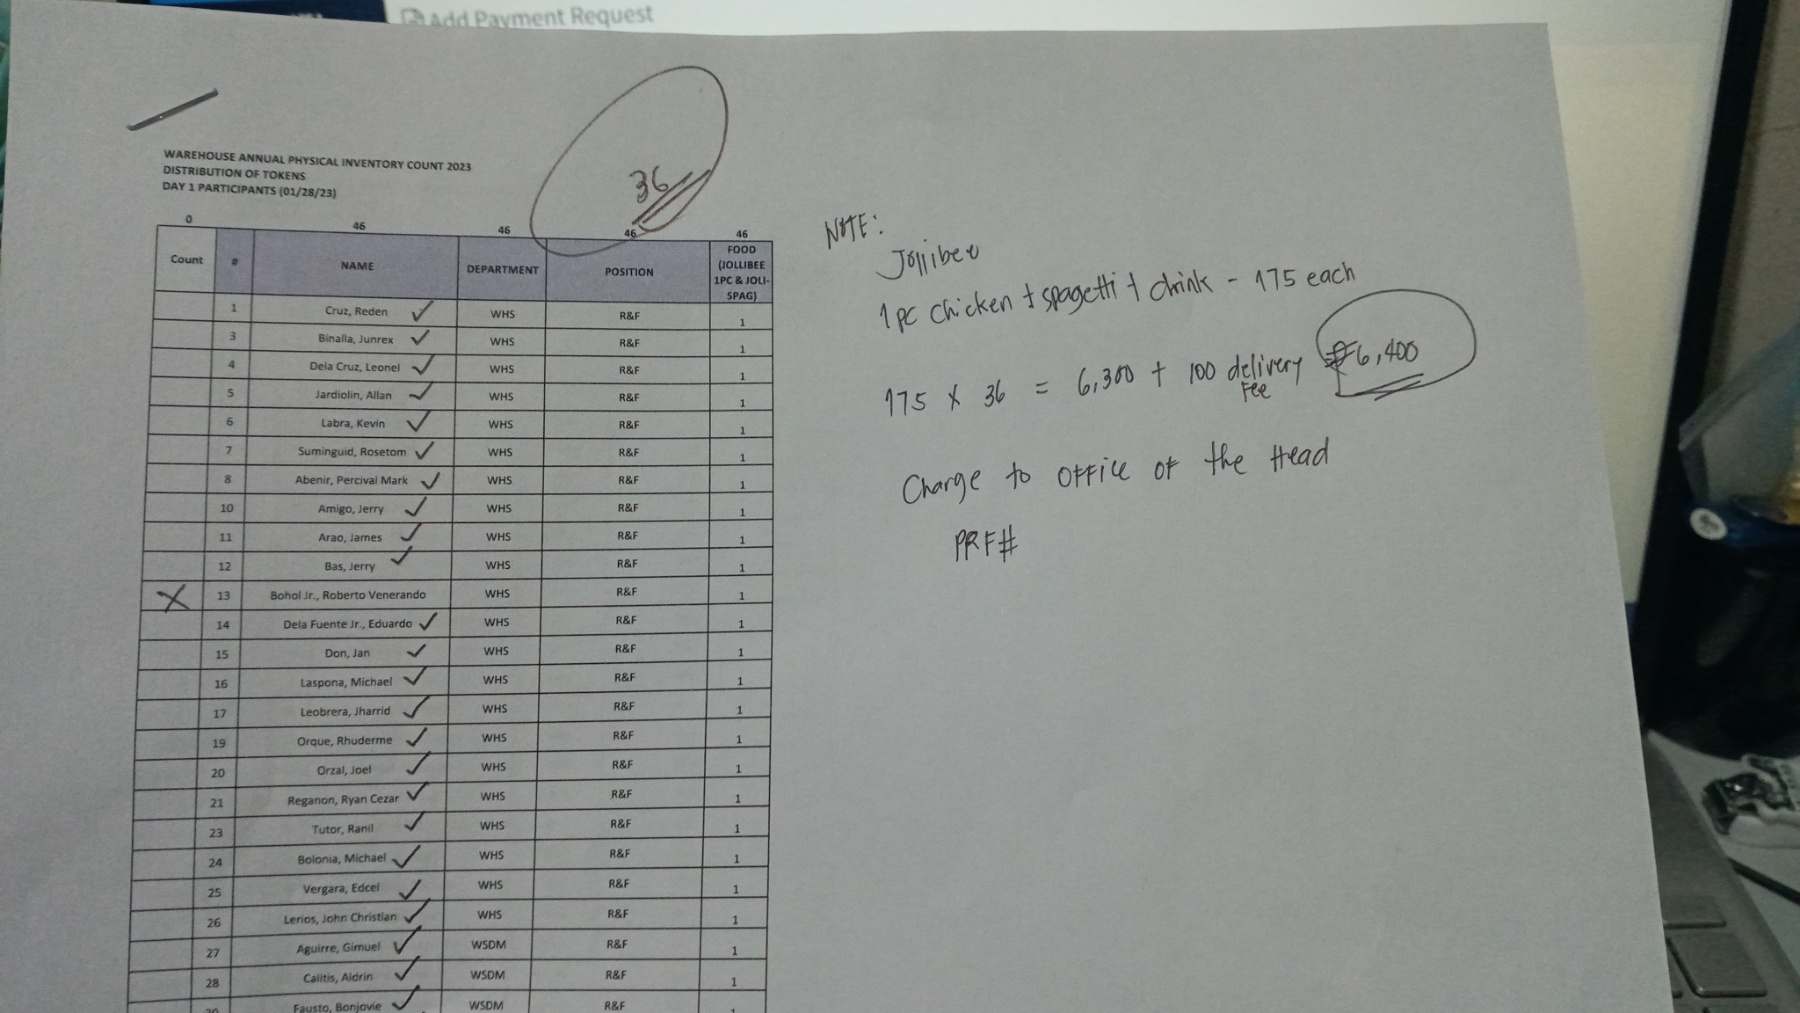 Add Payment Request
36
WAREHOUSE ANNUAL PHYSICAL INVENTORY COUNT 2023
DISTRIBUTION OF TOKENS
DAY 1 PARTICIPANTS (01/28/23)
0 46 46 46 46
Count # NAME DEPARTMENT POSITION FOOD (JOLLIBEE 1PC & JOLI-SPAG)
1 Cruz, Reden ✓ WHS R&F 1
3 Binalla, Junrex ✓ WHS R&F 1
4 Dela Cruz, Leonel ✓ WHS R&F 1
5 Jardiolin, Allan ✓ WHS R&F 1
6 Labra, Kevin ✓ WHS R&F 1
7 Suminguid, Rosetom ✓ WHS R&F 1
8 Abenir, Percival Mark ✓ WHS R&F 1
10 Amigo, Jerry ✓ WHS R&F 1
11 Arao, James ✓ WHS R&F 1
12 Bas, Jerry ✓ WHS R&F 1
X 13 Bohol Jr., Roberto Venerando WHS R&F 1
14 Dela Fuente Jr., Eduardo ✓ WHS R&F 1
15 Don, Jan ✓ WHS R&F 1
16 Laspona, Michael ✓ WHS R&F 1
17 Leobrera, Jharrid ✓ WHS R&F 1
19 Orque, Rhuderme ✓ WHS R&F 1
20 Orzal, Joel ✓ WHS R&F 1
21 Reganon, Ryan Cezar ✓ WHS R&F 1
23 Tutor, Ranil ✓ WHS R&F 1
24 Bolonia, Michael ✓ WHS R&F 1
25 Vergara, Edcel ✓ WHS R&F 1
26 Lerios, John Christian ✓ WHS R&F 1
27 Aguirre, Gimuel ✓ WSDM R&F 1
28 Calitis, Aldrin ✓ WSDM R&F 1
Fausto, Bonjovie ✓ WSDM R&F 1
NOTE:
Jollibee
1pc chicken + spagetti + drink - 175 each
175 x 36 = 6,300 + 100 delivery Fee ₱6,400
Charge to Office of the Head
PRF#